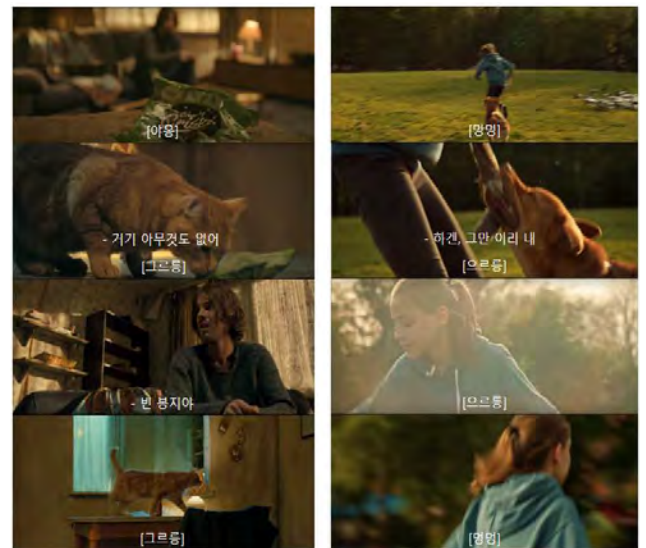 [야옹]
- 거기 아무것도 없어
[그르릉]
- 빈 봉지야
[그르릉]
[멍멍]
- 하겐, 그만 이리 내
[으르릉]
[으르릉]
[멍멍]